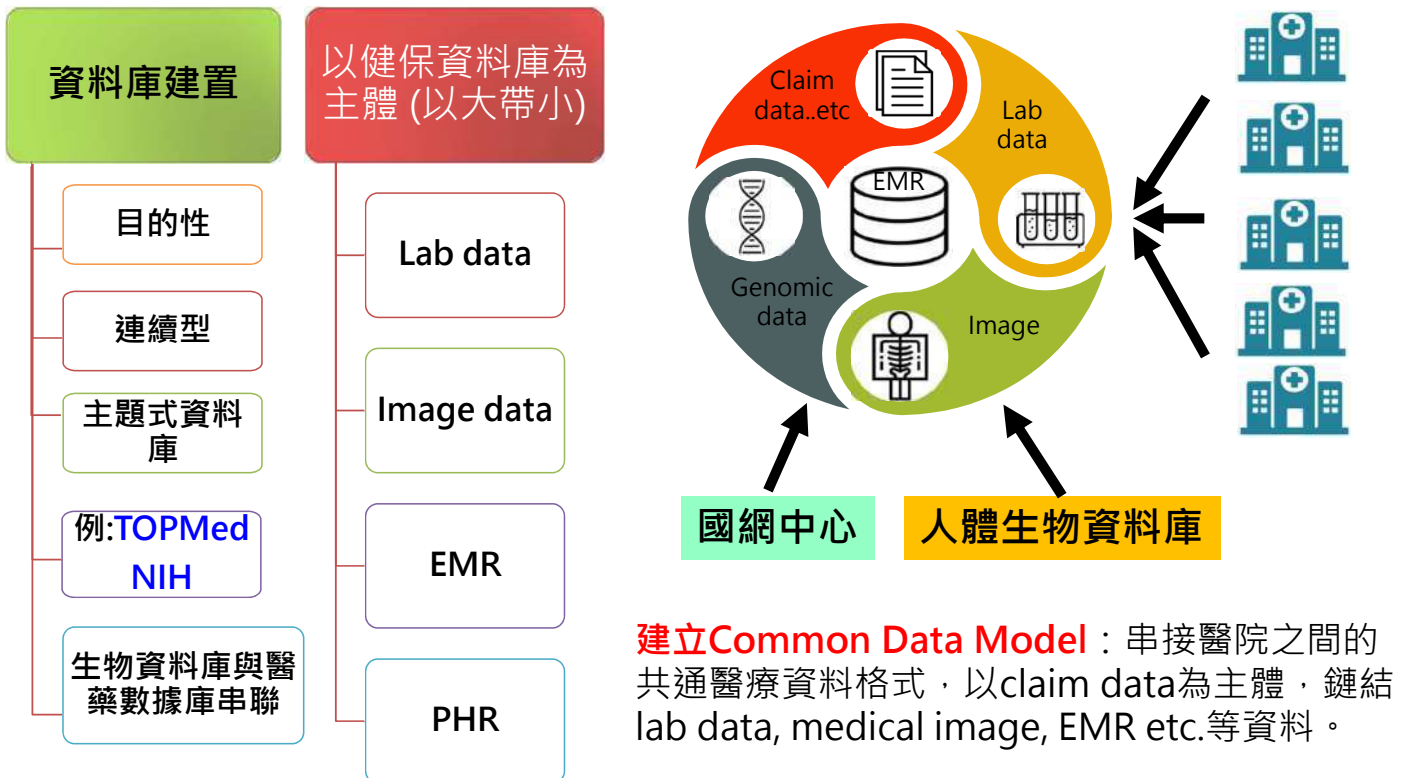 資料庫建置
目的性
連續型
主題式資料
庫
例:TOPMed
NIH
生物資料庫與醫
藥數據庫串聯
以健保資料庫為
主體 (以大帶小)
Lab data
Image data
EMR
PHR
Claim
data..etc
Lab
data
EMR
Genomic
data
Image
國網中心
人體生物資料庫
建立Common Data Model：串接醫院之間的
共通醫療資料格式，以claim data為主體，鏈結
lab data, medical image, EMR etc.等資料。